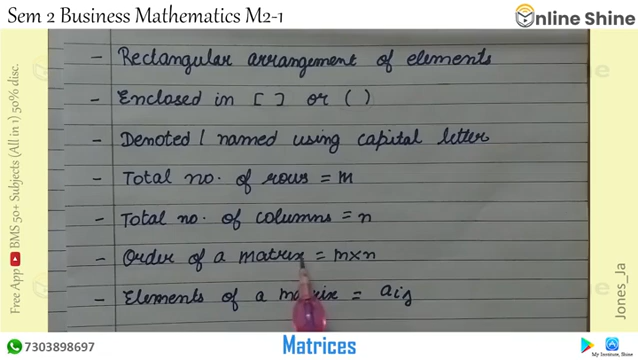 Sem 2 Business Mathematics M2-1
Online Shine
- Rectangular arrangement of elements
- Enclosed in [ ] or ( )
- Denoted / named using capital letter
- Total no. of rows = m
- Total no. of columns = n
- Order of a matrix = m×n
- Elements of a matrix = aij
Free App BMS 50+ Subjects (All in 1) 50% disc.
Jones_Ja
7303898697
Matrices
My Investor, Shine